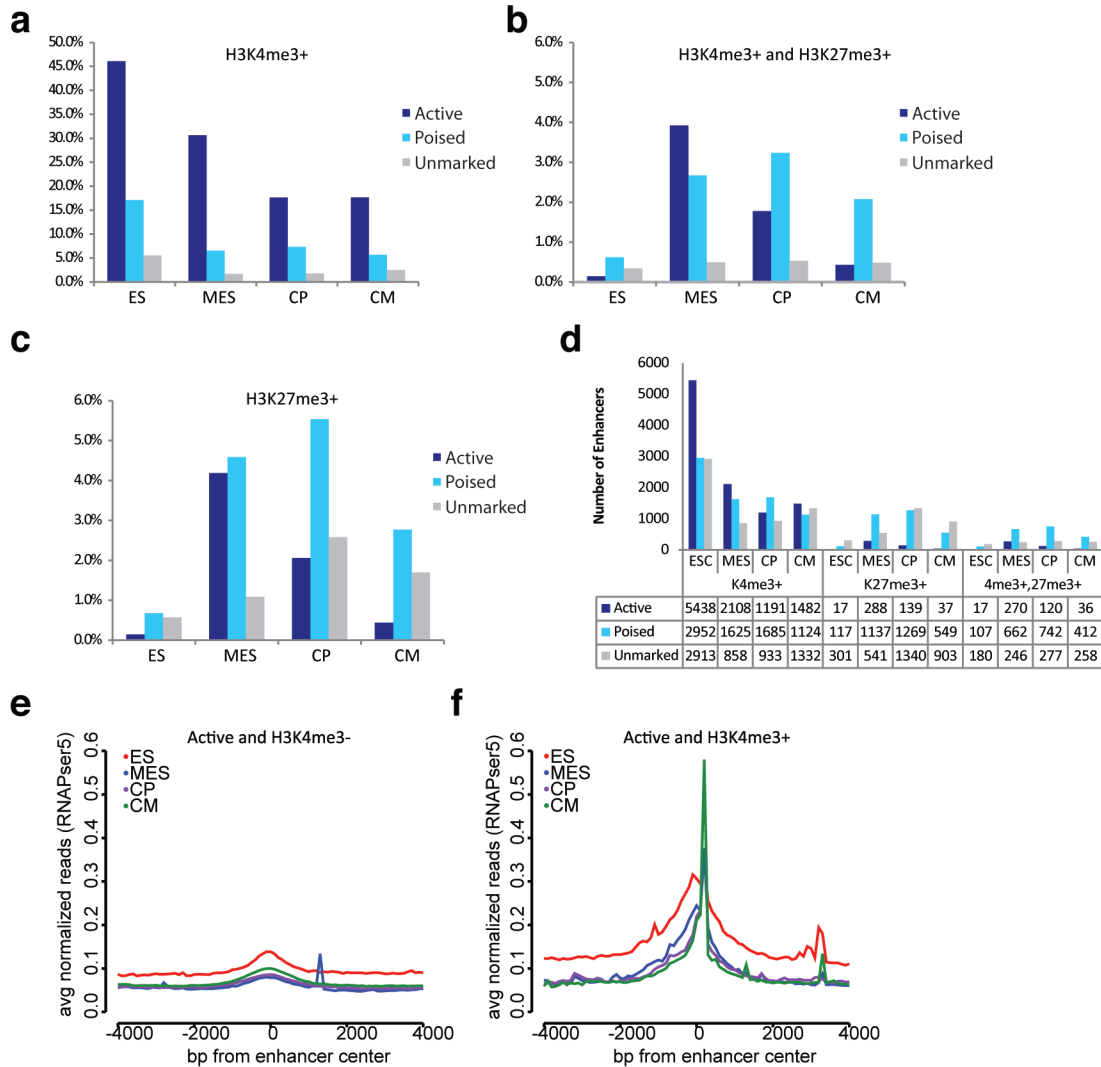 a
H3K4me3+
50.0%
45.0%
40.0%
35.0%
30.0%
25.0%
20.0%
15.0%
10.0%
5.0%
0.0%
Active
Poised
Unmarked
ES MES CP CM
b
H3K4me3+ and H3K27me3+
6.0%
5.0%
4.0%
3.0%
2.0%
1.0%
0.0%
Active
Poised
Unmarked
ES MES CP CM
c
H3K27me3+
6.0%
5.0%
4.0%
3.0%
2.0%
1.0%
0.0%
Active
Poised
Unmarked
ES MES CP CM
d
Number of Enhancers
6000
5000
4000
3000
2000
1000
0
ESC MES CP CM ESC MES CP CM ESC MES CP CM
K4me3+ K27me3+ 4me3+,27me3+
Active 5438 2108 1191 1482 17 288 139 37 17 270 120 36
Poised 2952 1625 1685 1124 117 1137 1269 549 107 662 742 412
Unmarked 2913 858 933 1332 301 541 1340 903 180 246 277 258
e
Active and H3K4me3-
avg normalized reads (RNAPser5)
0.6
0.5
0.4
0.3
0.2
0.1
0.0
ES
MES
CP
CM
-4000 -2000 0 2000 4000
bp from enhancer center
f
Active and H3K4me3+
avg normalized reads (RNAPser5)
0.6
0.5
0.4
0.3
0.2
0.1
0.0
ES
MES
CP
CM
-4000 -2000 0 2000 4000
bp from enhancer center